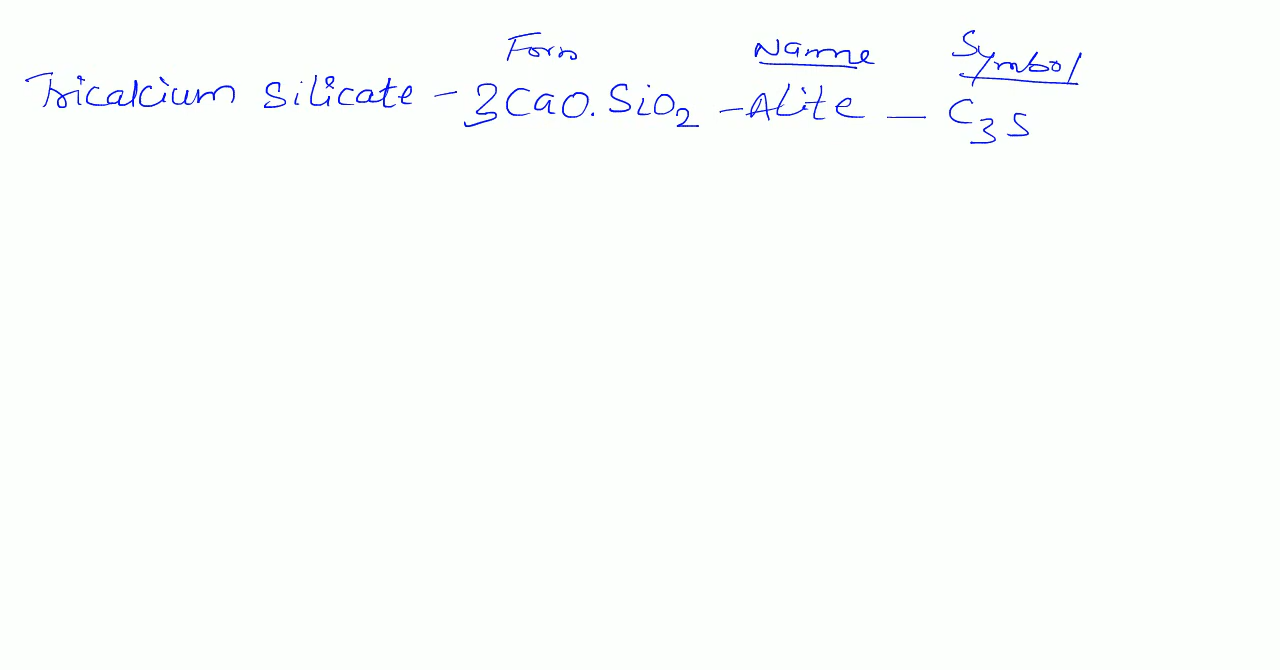 Form Name Symbol
Tricalcium Silicate - 3CaO.SiO₂ - Alite - C₃S